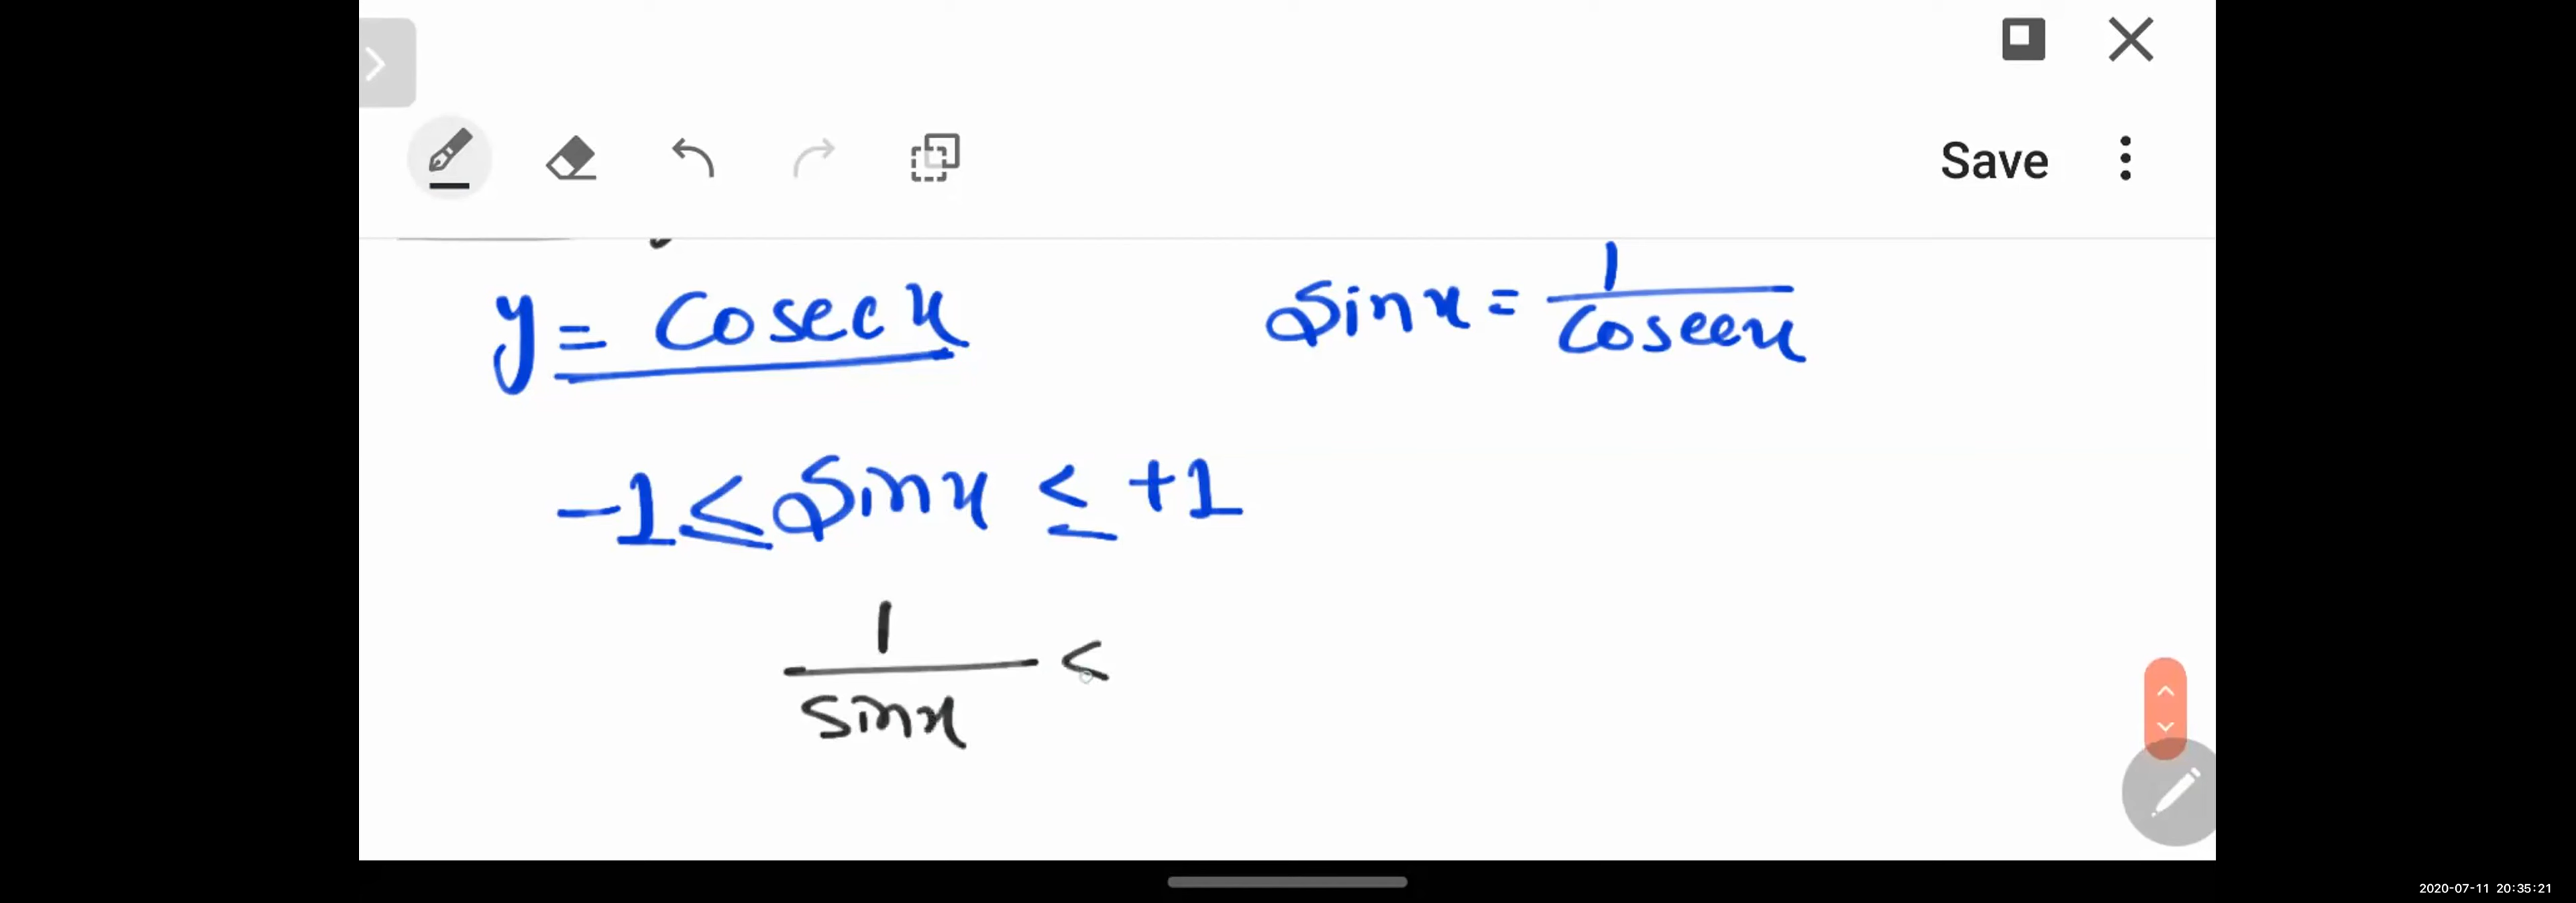 Save
y = cosec x
sin x = 1/cosec x
-1 ≤ sin x ≤ +1
1/sin x <
2020-07-11 20:35:21